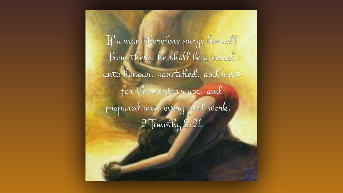 If a man therefore purge himself
from these, he shall be a vessel
unto honour, sanctified, and meet
for the master's use, and
prepared unto every good work.
2 Timothy 2:21